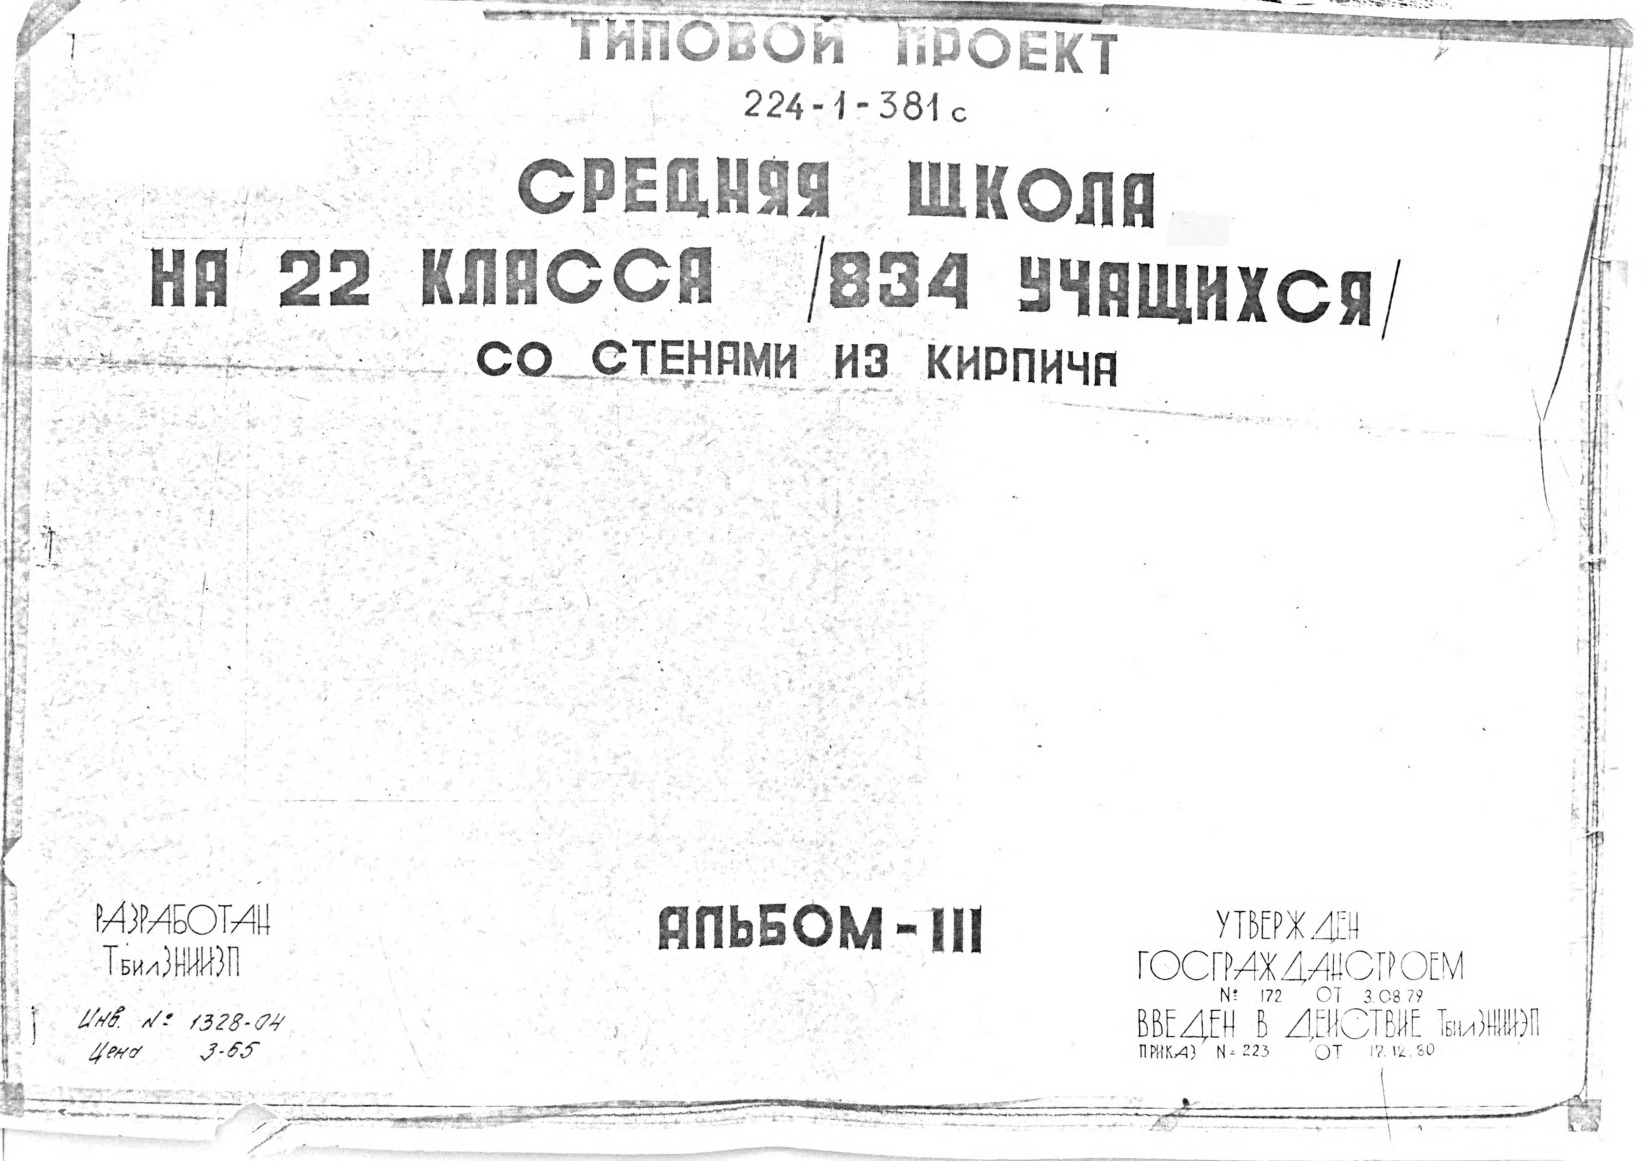 ТИПОВОЙ ПРОЕКТ
224-1-381с
СРЕДНЯЯ ШКОЛА
НА 22 КЛАССА /834 УЧАЩИХСЯ/
СО СТЕНАМИ ИЗ КИРПИЧА
АЛЬБОМ-III
РАЗРАБОТАН
ТбилЗНИИЭП
Инв. № 1328-04
Цена 3-65
УТВЕРЖДЕН
ГОСГРАЖДАНСТРОЕМ
№ 172 ОТ 3.08.79
ВВЕДЕН В ДЕЙСТВИЕ ТбилЗНИИЭП
ПРИКАЗ № 223 ОТ 17.12.80